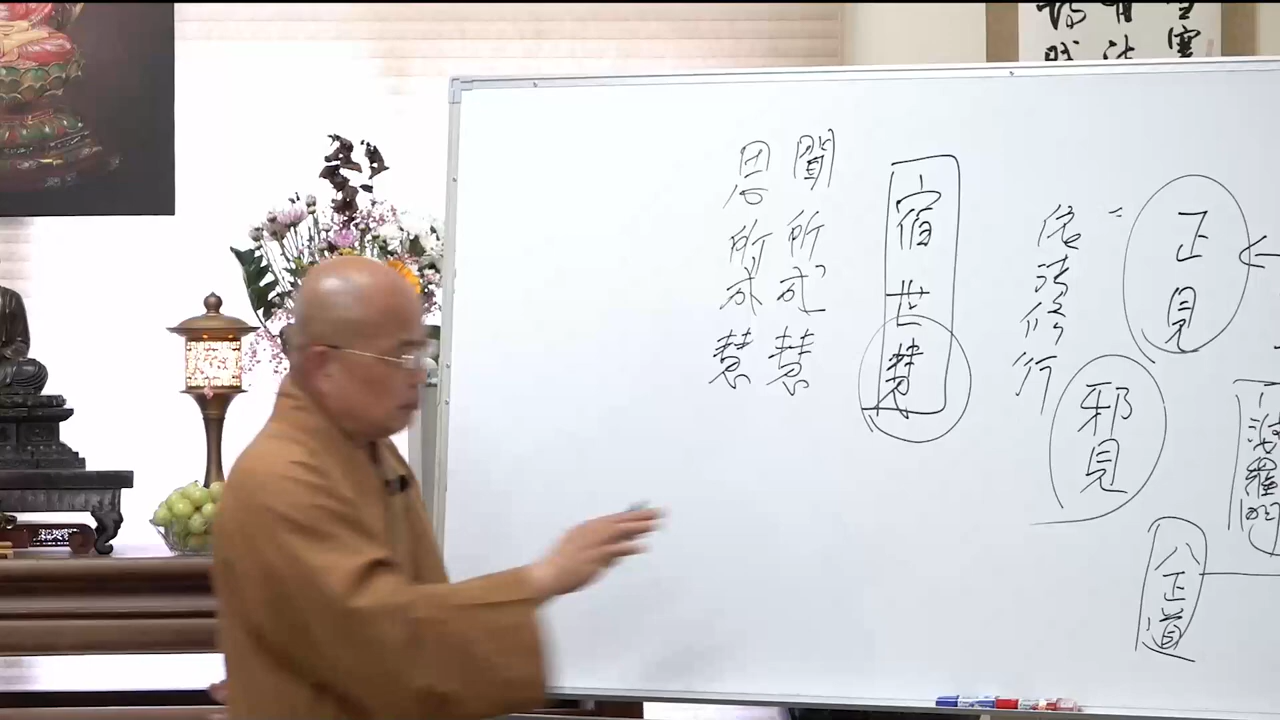 正見
邪見
八正道
依法修行
宿世慧
聞所成慧
思所成慧